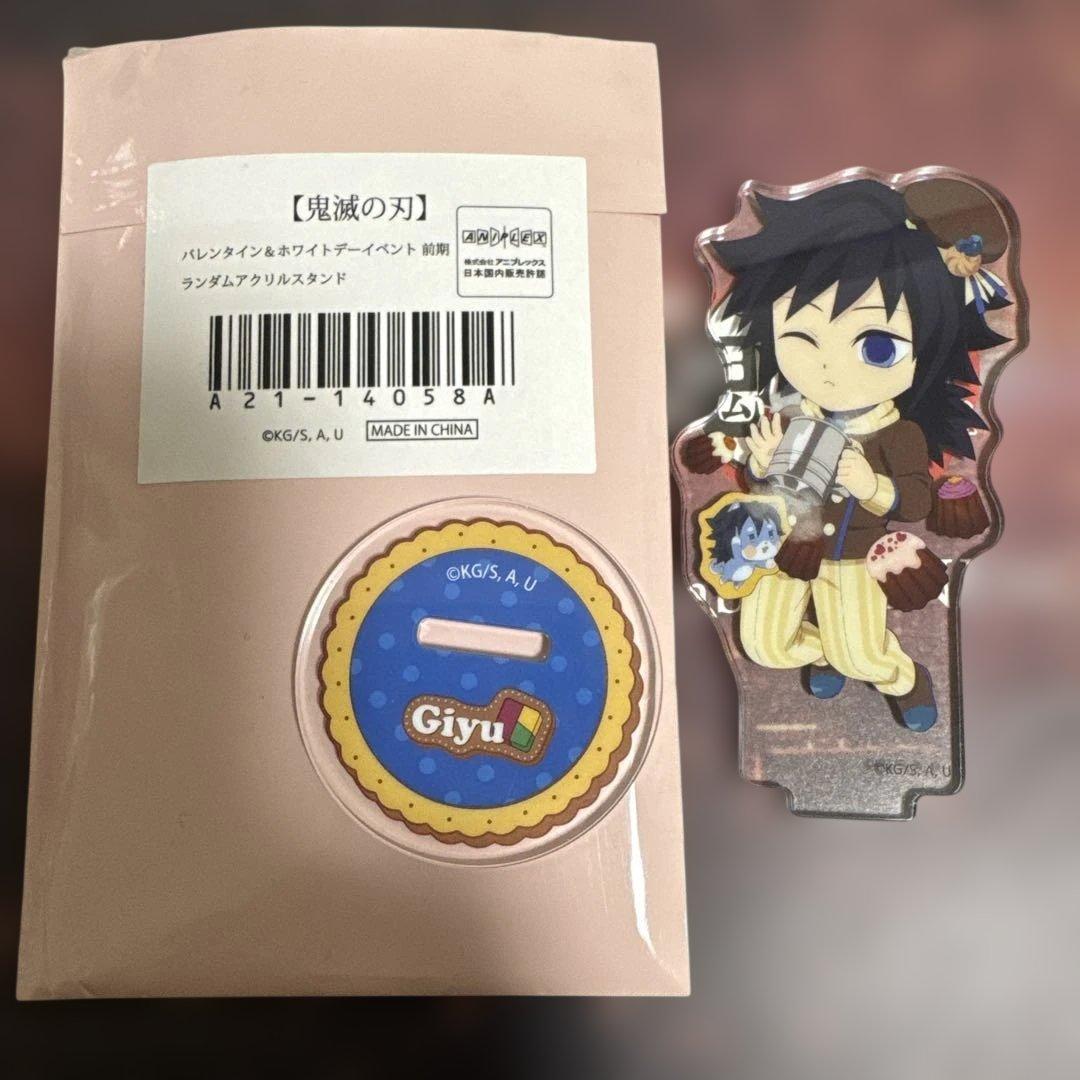 【鬼滅の刃】
バレンタイン＆ホワイトデーイベント 前期
ランダムアクリルスタンド
ANIPLEX
株式会社 アニプレックス
日本国内販売許諾
A21-14058A
©KG/S, A, U
MADE IN CHINA
©KG/S, A, U
Giyu
ム
©KG/S, A, U